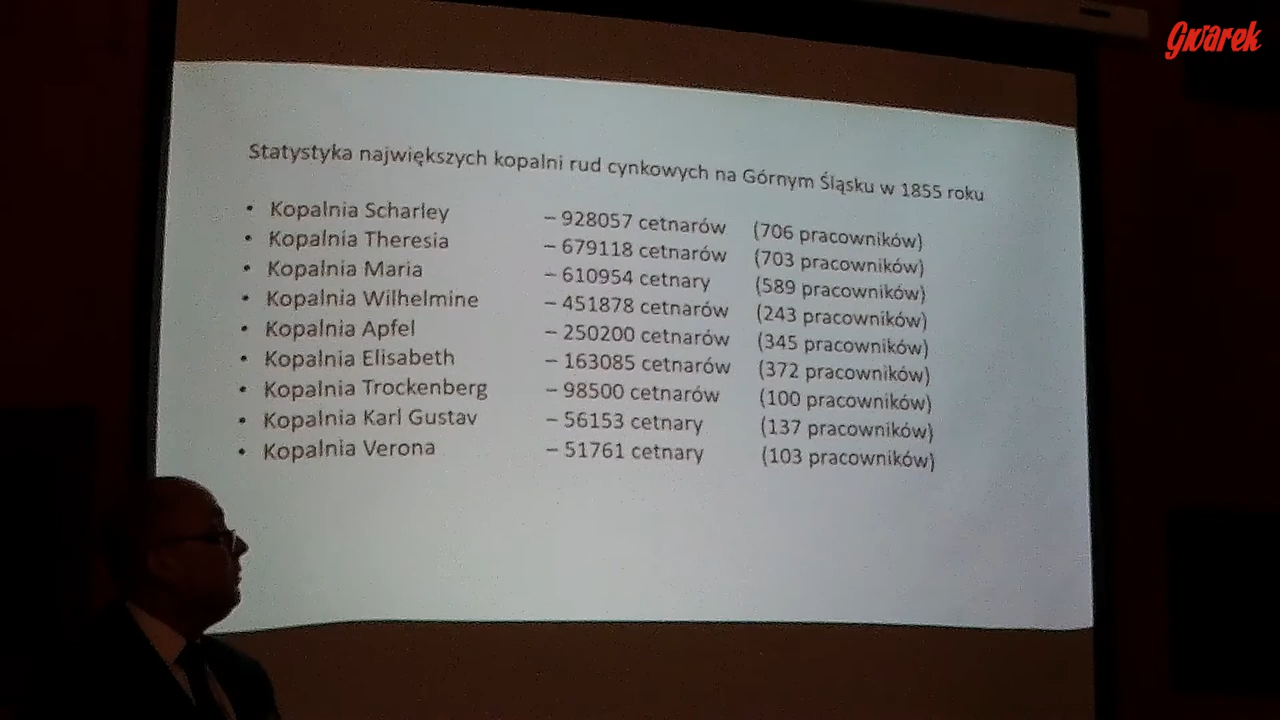 Gwarek
Statystyka największych kopalni rud cynkowych na Górnym Śląsku w 1855 roku
• Kopalnia Scharley – 928057 cetnarów (706 pracowników)
• Kopalnia Theresia – 679118 cetnarów (703 pracowników)
• Kopalnia Maria – 610954 cetnary (589 pracowników)
• Kopalnia Wilhelmine – 451878 cetnarów (243 pracowników)
• Kopalnia Apfel – 250200 cetnarów (345 pracowników)
• Kopalnia Elisabeth – 163085 cetnarów (372 pracowników)
• Kopalnia Trockenberg – 98500 cetnarów (100 pracowników)
• Kopalnia Karl Gustav – 56153 cetnary (137 pracowników)
• Kopalnia Verona – 51761 cetnary (103 pracowników)